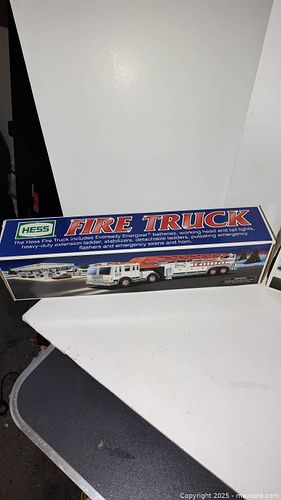 HESS
FIRE TRUCK
The Hess Fire Truck includes Eveready Energizer® batteries, working head and tail lights,
heavy-duty extension ladder, stabilizers, detachable ladders, pulsating emergency
flashers and emergency sirens and horn.
Copyright © 2025 - maxsold.com